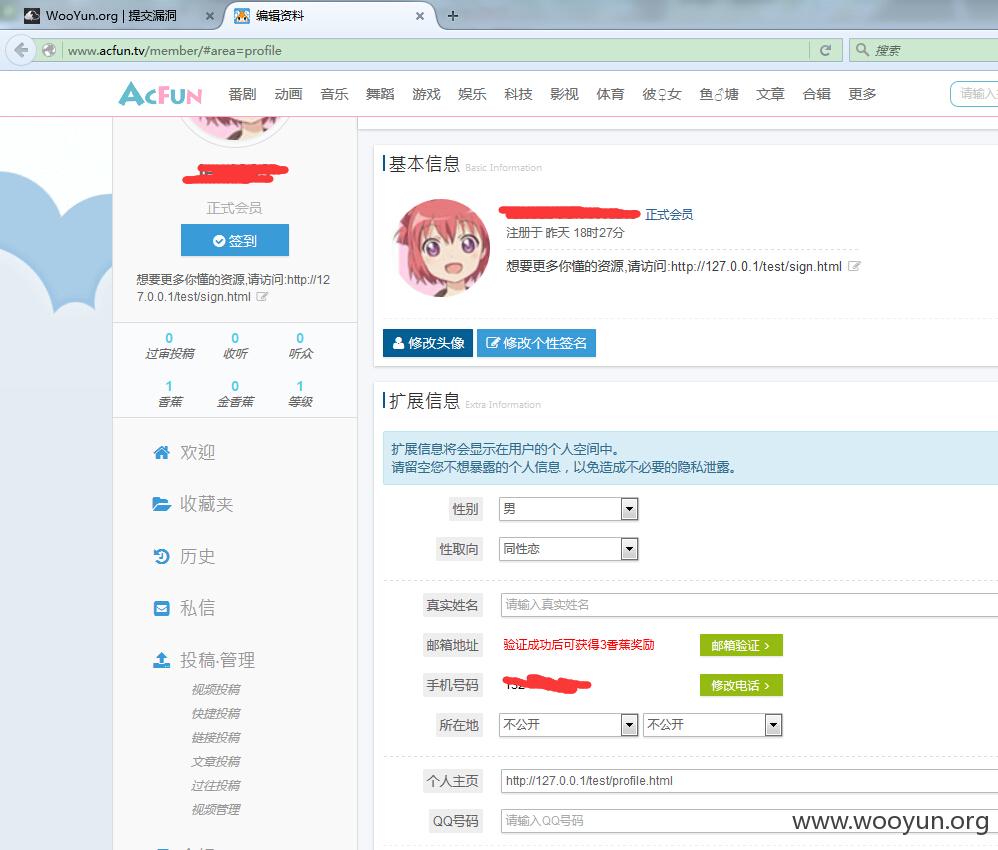 WooYun.org | 提交漏洞
编辑资料
www.acfun.tv/member/#area=profile
搜索
AcFun 番剧 动画 音乐 舞蹈 游戏 娱乐 科技 影视 体育 彼♀女 鱼♂塘 文章 合辑 更多
请输入
正式会员
签到
想要更多你懂的资源,请访问:http://12
7.0.0.1/test/sign.html
0 0 0
过审投稿 收听 听众
1 0 1
香蕉 金香蕉 等级
欢迎
收藏夹
历史
私信
投稿·管理
视频投稿
快捷投稿
链接投稿
文章投稿
过往投稿
视频管理
基本信息 Basic Information
正式会员
注册于 昨天 18时27分
想要更多你懂的资源,请访问:http://127.0.0.1/test/sign.html
修改头像 修改个性签名
扩展信息 Extra Information
扩展信息将会显示在用户的个人空间中。
请留空您不想暴露的个人信息，以免造成不必要的隐私泄露。
性别 男
性取向 同性恋
真实姓名 请输入真实姓名
邮箱地址 验证成功后可获得3香蕉奖励 邮箱验证 >
手机号码 修改电话 >
所在地 不公开 不公开
个人主页 http://127.0.0.1/test/profile.html
QQ号码 请输入QQ号码
www.wooyun.org